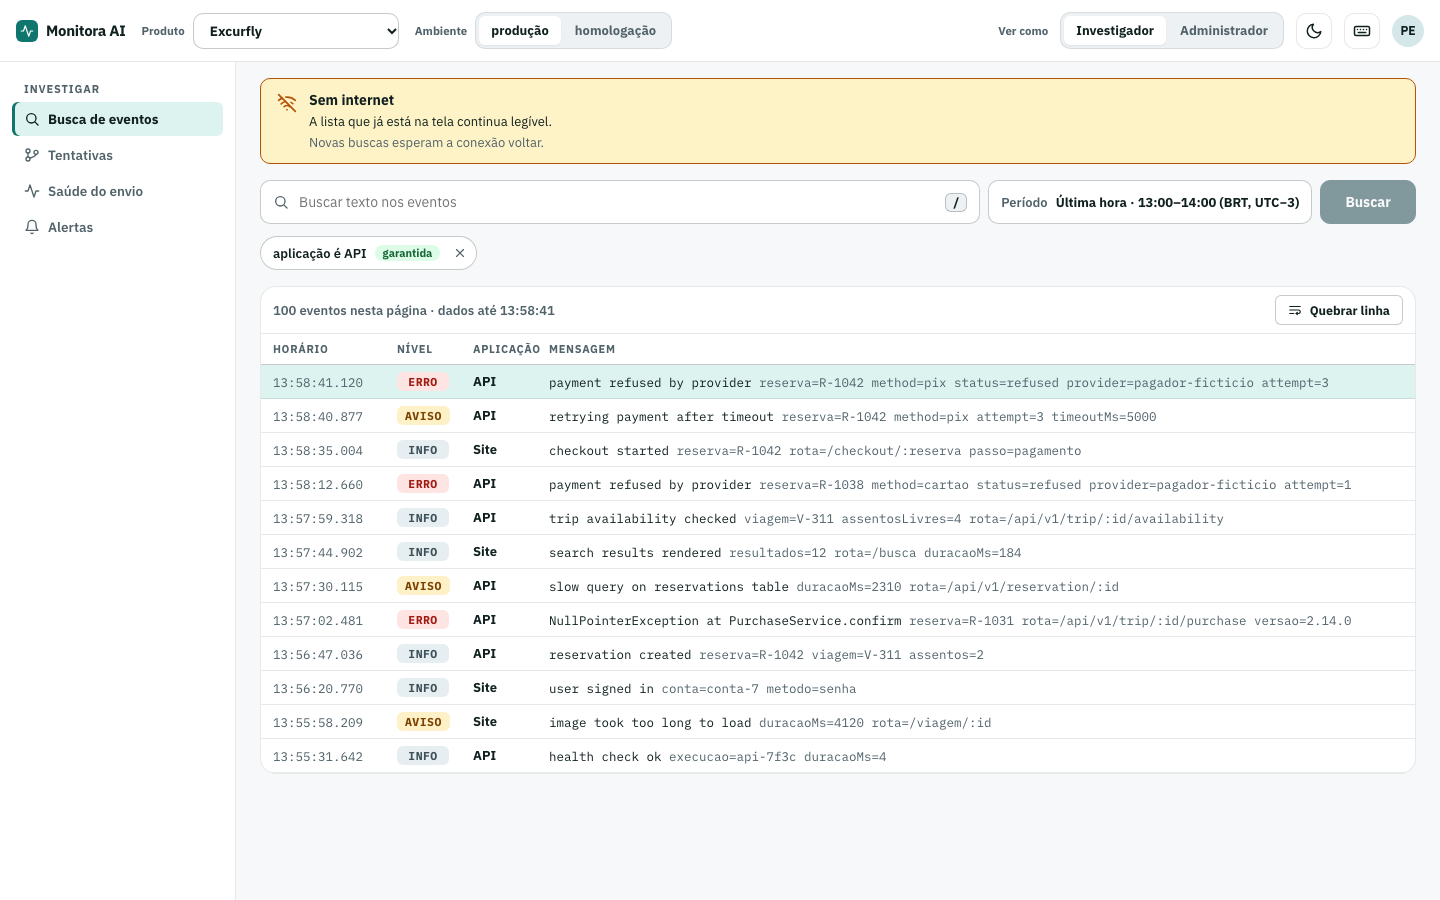 Monitora AI Produto Excurfly Ambiente produção homologação Ver como Investigador Administrador PE
INVESTIGAR
Busca de eventos
Tentativas
Saúde do envio
Alertas
Sem internet
A lista que já está na tela continua legível.
Novas buscas esperam a conexão voltar.
Buscar texto nos eventos / Período Última hora · 13:00–14:00 (BRT, UTC−3) Buscar
aplicação é API garantida
100 eventos nesta página · dados até 13:58:41 Quebrar linha
HORÁRIO NÍVEL APLICAÇÃO MENSAGEM
13:58:41.120 ERRO API payment refused by provider reserva=R-1042 method=pix status=refused provider=pagador-ficticio attempt=3
13:58:40.877 AVISO API retrying payment after timeout reserva=R-1042 method=pix attempt=3 timeoutMs=5000
13:58:35.004 INFO Site checkout started reserva=R-1042 rota=/checkout/:reserva passo=pagamento
13:58:12.660 ERRO API payment refused by provider reserva=R-1038 method=cartao status=refused provider=pagador-ficticio attempt=1
13:57:59.318 INFO API trip availability checked viagem=V-311 assentosLivres=4 rota=/api/v1/trip/:id/availability
13:57:44.902 INFO Site search results rendered resultados=12 rota=/busca duracaoMs=184
13:57:30.115 AVISO API slow query on reservations table duracaoMs=2310 rota=/api/v1/reservation/:id
13:57:02.481 ERRO API NullPointerException at PurchaseService.confirm reserva=R-1031 rota=/api/v1/trip/:id/purchase versao=2.14.0
13:56:47.036 INFO API reservation created reserva=R-1042 viagem=V-311 assentos=2
13:56:20.770 INFO Site user signed in conta=conta-7 metodo=senha
13:55:58.209 AVISO Site image took too long to load duracaoMs=4120 rota=/viagem/:id
13:55:31.642 INFO API health check ok execucao=api-7f3c duracaoMs=4